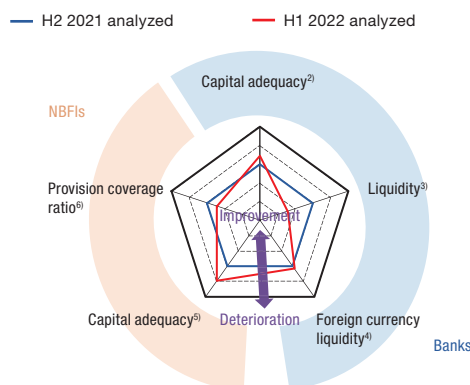 H2 2021 analyzed
H1 2022 analyzed
Capital adequacy2)
NBFIs
Provision coverage
ratio6)
Liquidity3)
Improvement
Capital adequacy5)
Deterioration
Foreign currency
liquidity4)
Banks